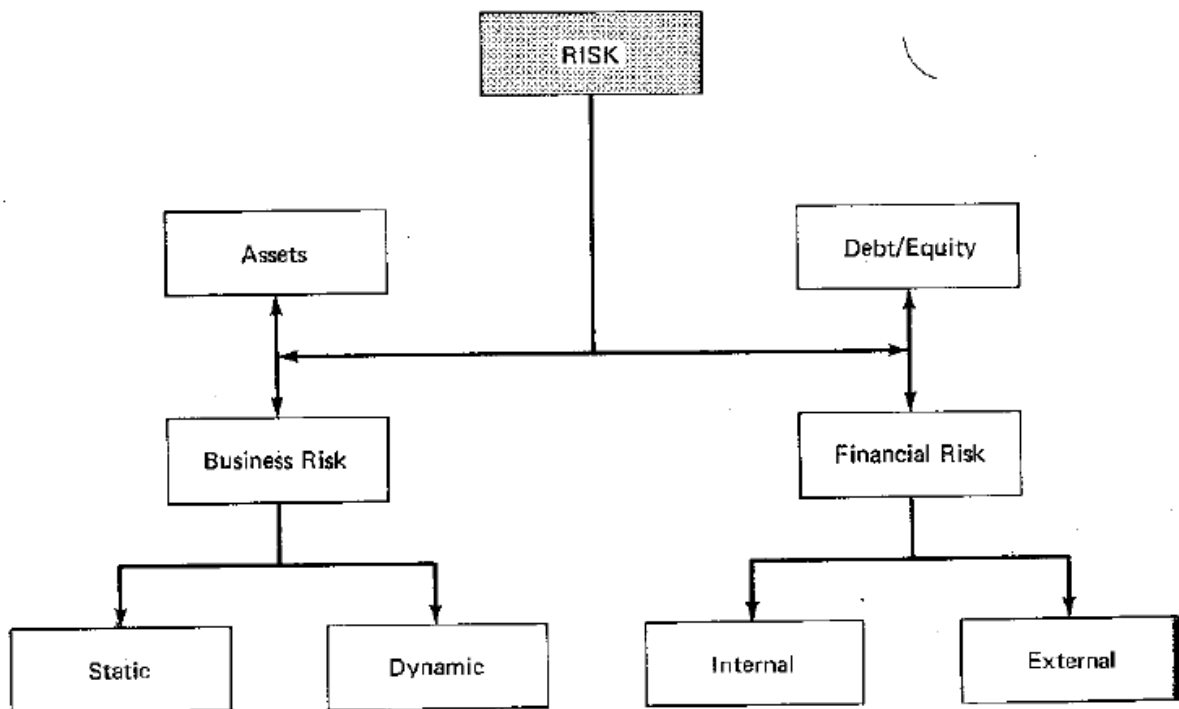 RISK
Assets
Debt/Equity
Business Risk
Financial Risk
Static
Dynamic
Internal
External